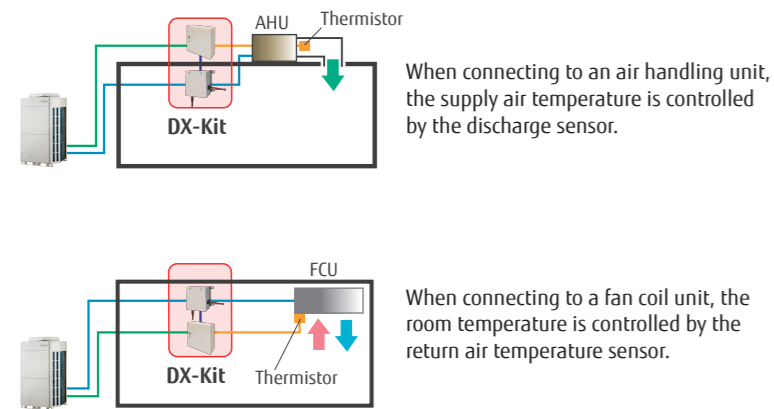 AHU
Thermistor
DX-Kit
When connecting to an air handling unit,
the supply air temperature is controlled
by the discharge sensor.
FCU
DX-Kit
Thermistor
When connecting to a fan coil unit, the
room temperature is controlled by the
return air temperature sensor.